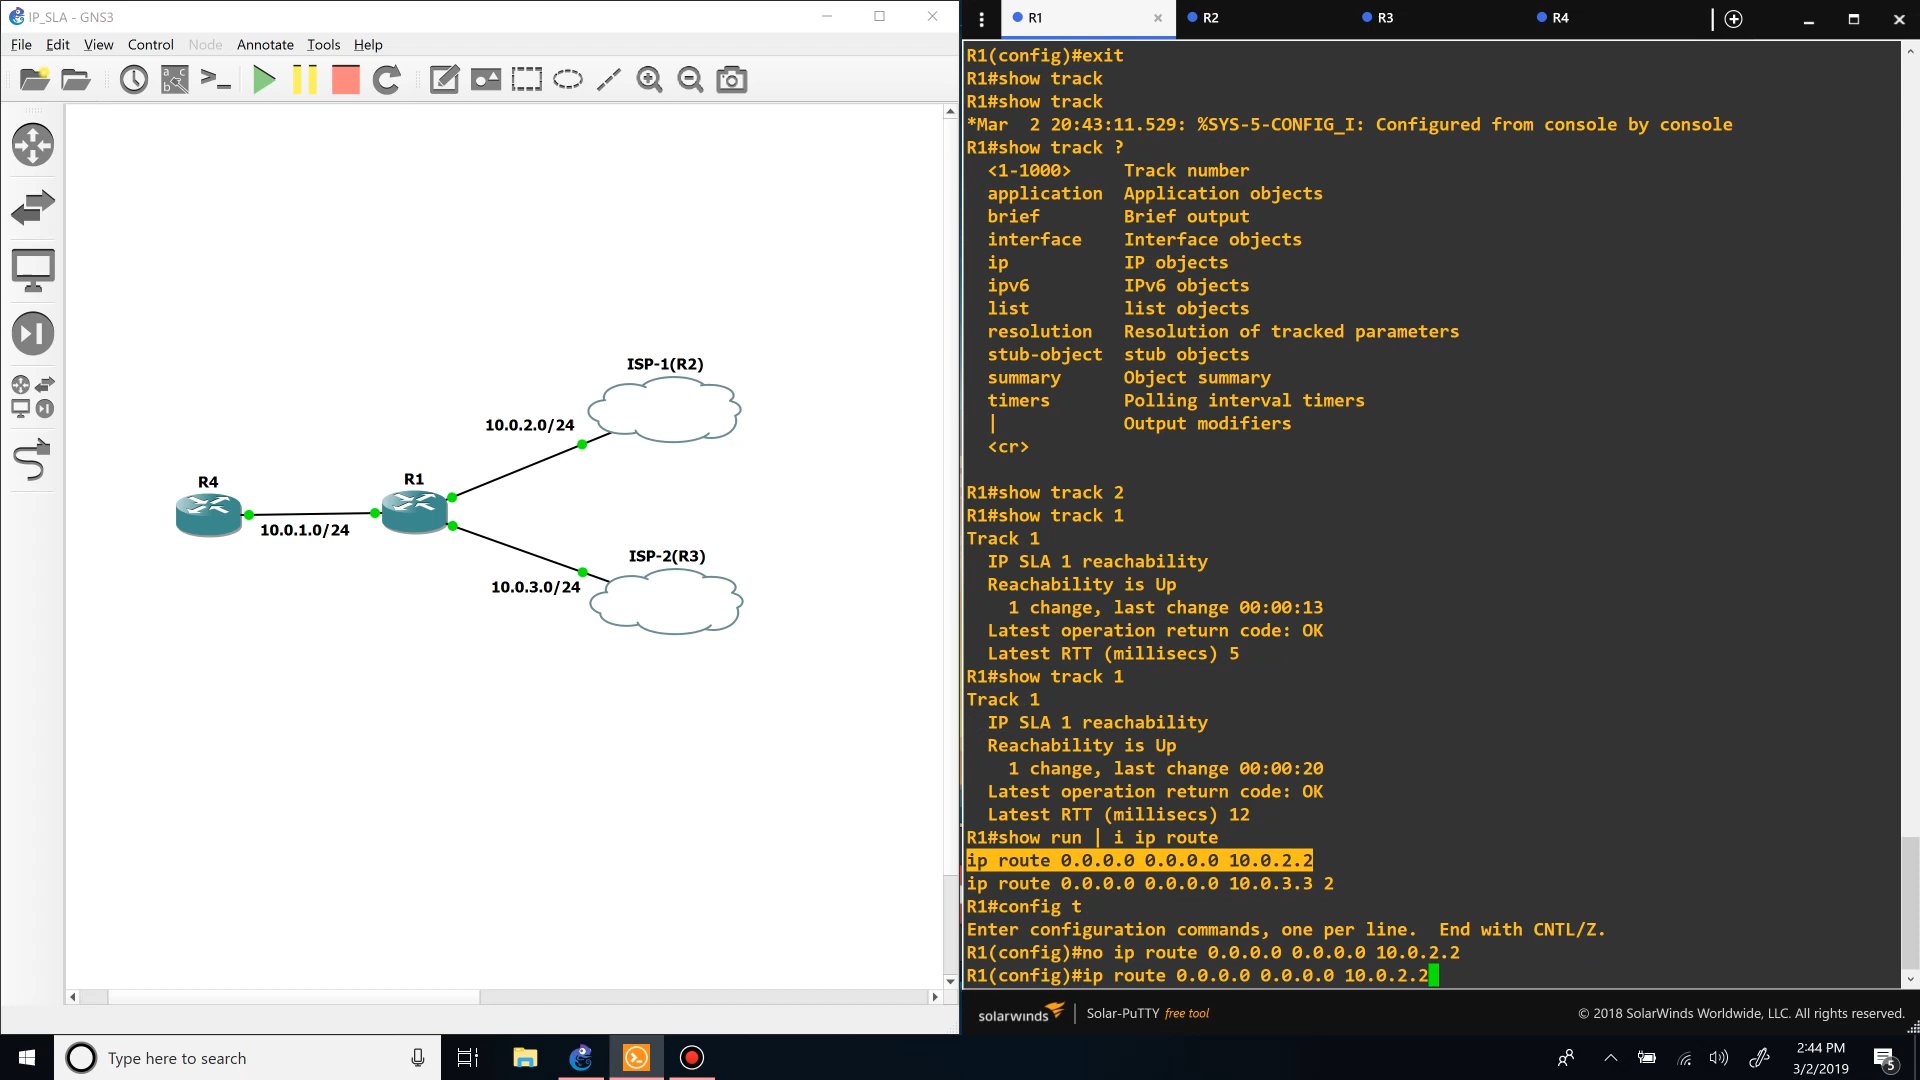 IP_SLA - GNS3
File Edit View Control Node Annotate Tools Help
ISP-1(R2)
10.0.2.0/24
R4
R1
10.0.1.0/24
ISP-2(R3)
10.0.3.0/24
R1 R2 R3 R4
R1(config)#exit
R1#show track
R1#show track
*Mar  2 20:43:11.529: %SYS-5-CONFIG_I: Configured from console by console
R1#show track ?
  <1-1000>     Track number
  application  Application objects
  brief        Brief output
  interface    Interface objects
  ip           IP objects
  ipv6         IPv6 objects
  list         list objects
  resolution   Resolution of tracked parameters
  stub-object  stub objects
  summary      Object summary
  timers       Polling interval timers
  |            Output modifiers
  <cr>
R1#show track 2
R1#show track 1
Track 1
  IP SLA 1 reachability
  Reachability is Up
    1 change, last change 00:00:13
  Latest operation return code: OK
  Latest RTT (millisecs) 5
R1#show track 1
Track 1
  IP SLA 1 reachability
  Reachability is Up
    1 change, last change 00:00:20
  Latest operation return code: OK
  Latest RTT (millisecs) 12
R1#show run | i ip route
ip route 0.0.0.0 0.0.0.0 10.0.2.2
ip route 0.0.0.0 0.0.0.0 10.0.3.3 2
R1#config t
Enter configuration commands, one per line.  End with CNTL/Z.
R1(config)#no ip route 0.0.0.0 0.0.0.0 10.0.2.2
R1(config)#ip route 0.0.0.0 0.0.0.0 10.0.2.2
solarwinds | Solar-PuTTY free tool
© 2018 SolarWinds Worldwide, LLC. All rights reserved.
Type here to search
2:44 PM
3/2/2019
5